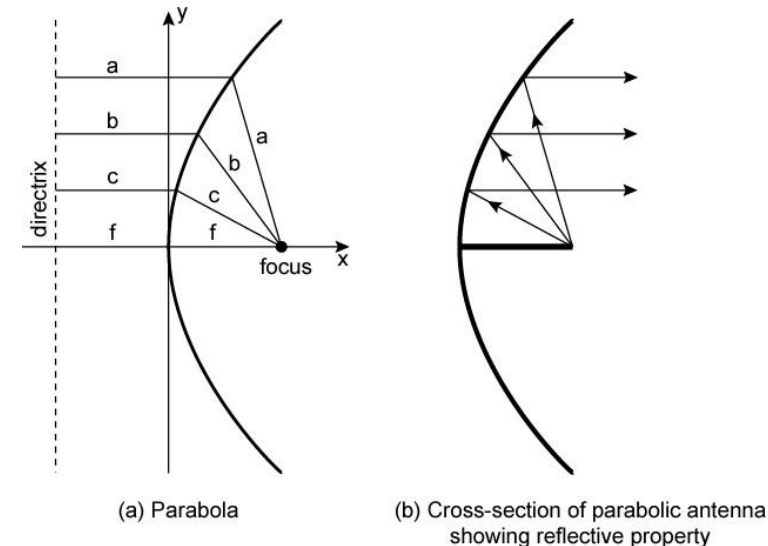 y
a
b
a
b
c
c
directrix
f
f
x
focus
(a) Parabola
(b) Cross-section of parabolic antenna
showing reflective property